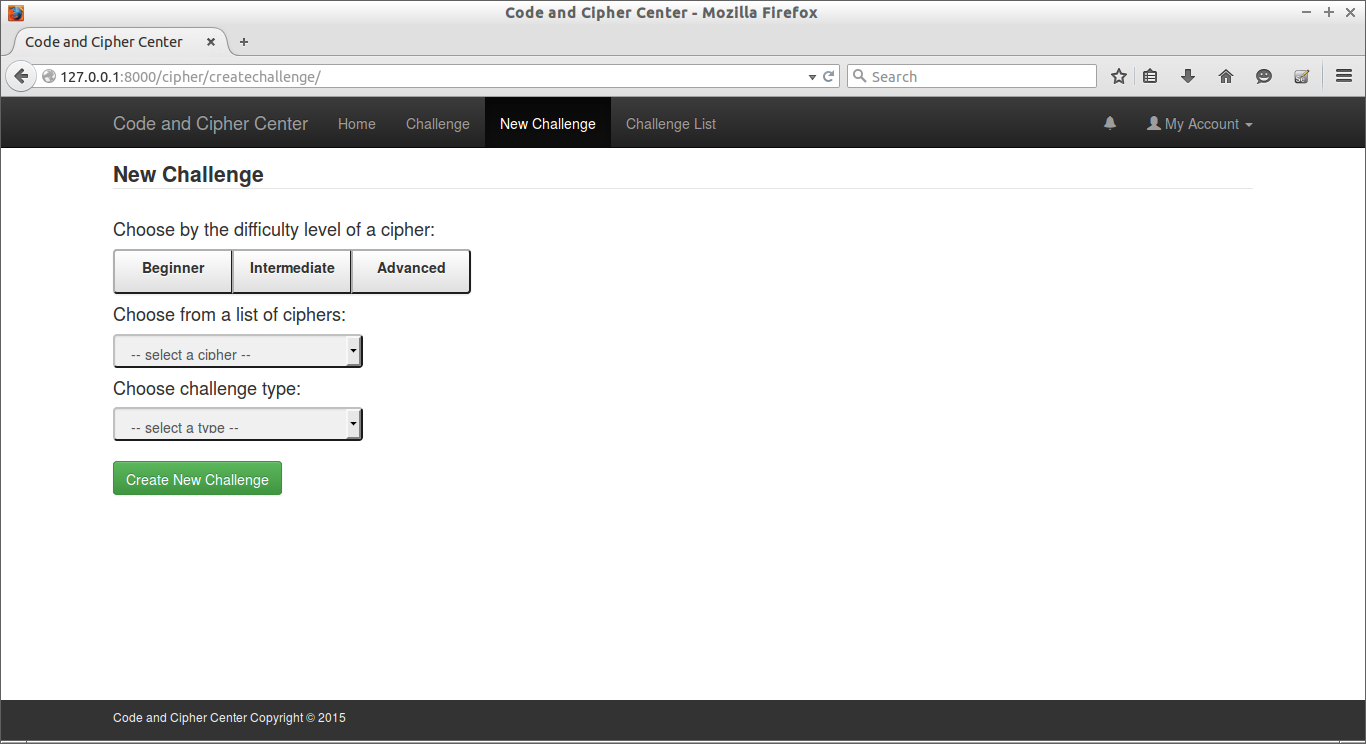 Code and Cipher Center - Mozilla Firefox
Code and Cipher Center
127.0.0.1:8000/cipher/createchallenge/ Search
Code and Cipher Center Home Challenge New Challenge Challenge List My Account
New Challenge
Choose by the difficulty level of a cipher:
Beginner Intermediate Advanced
Choose from a list of ciphers:
-- select a cipher --
Choose challenge type:
-- select a type --
Create New Challenge
Code and Cipher Center Copyright © 2015